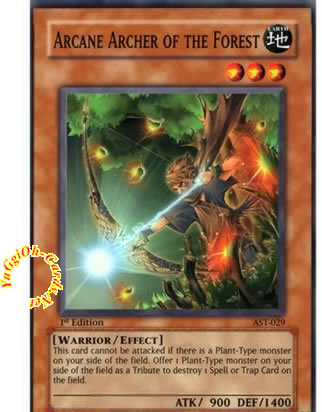 ARCANE ARCHER OF THE FOREST
EARTH
地
YuGgiOh-Cards.Net
1st Edition
AST-029
[WARRIOR/EFFECT]
This card cannot be attacked if there is a Plant-Type monster
on your side of the field. Offer 1 Plant-Type monster on your
side of the field as a Tribute to destroy 1 Spell or Trap Card on
the field.
ATK/ 900 DEF/1400